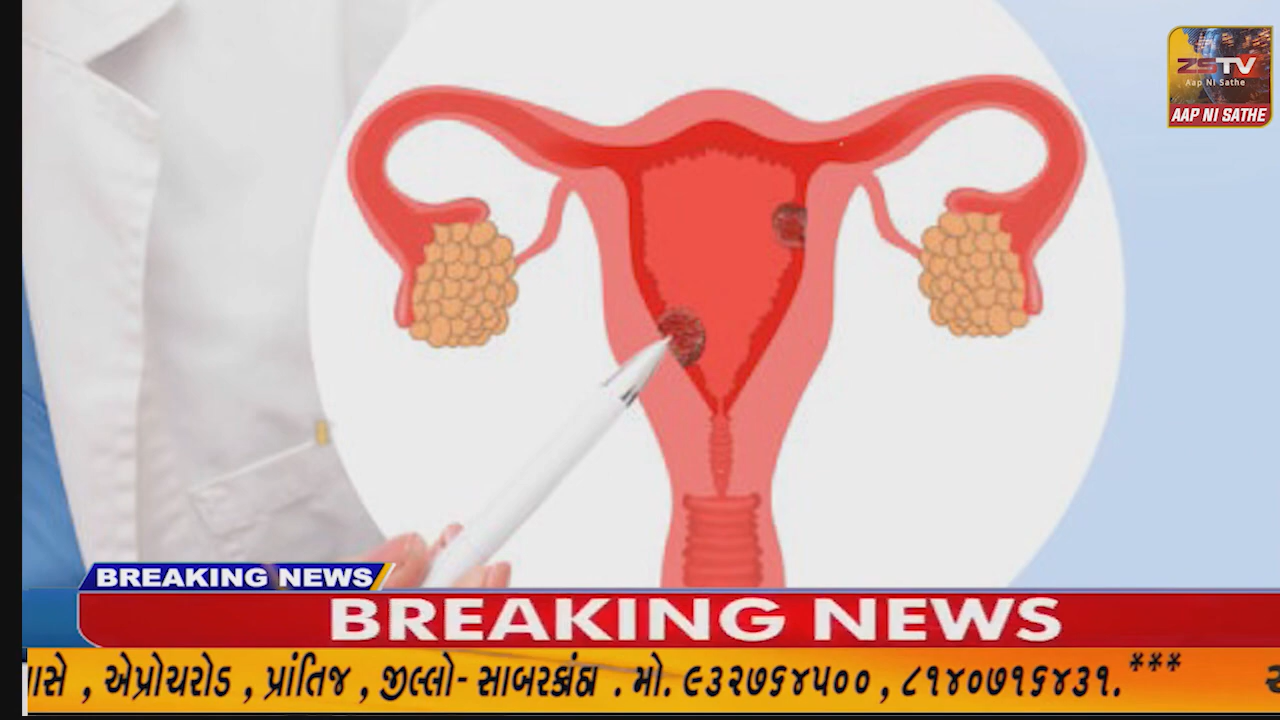 ZSTV
Aap Ni Sathe
AAP NI SATHE
BREAKING NEWS
BREAKING NEWS
, એપ્રોચરોડ , પ્રાંતિજ , જીલ્લો- સાબરકાંઠા . મો. ૯૩૨૭૬૪૫૦૦ , ૮૧૪૦૭૧૬૪૩૧.***